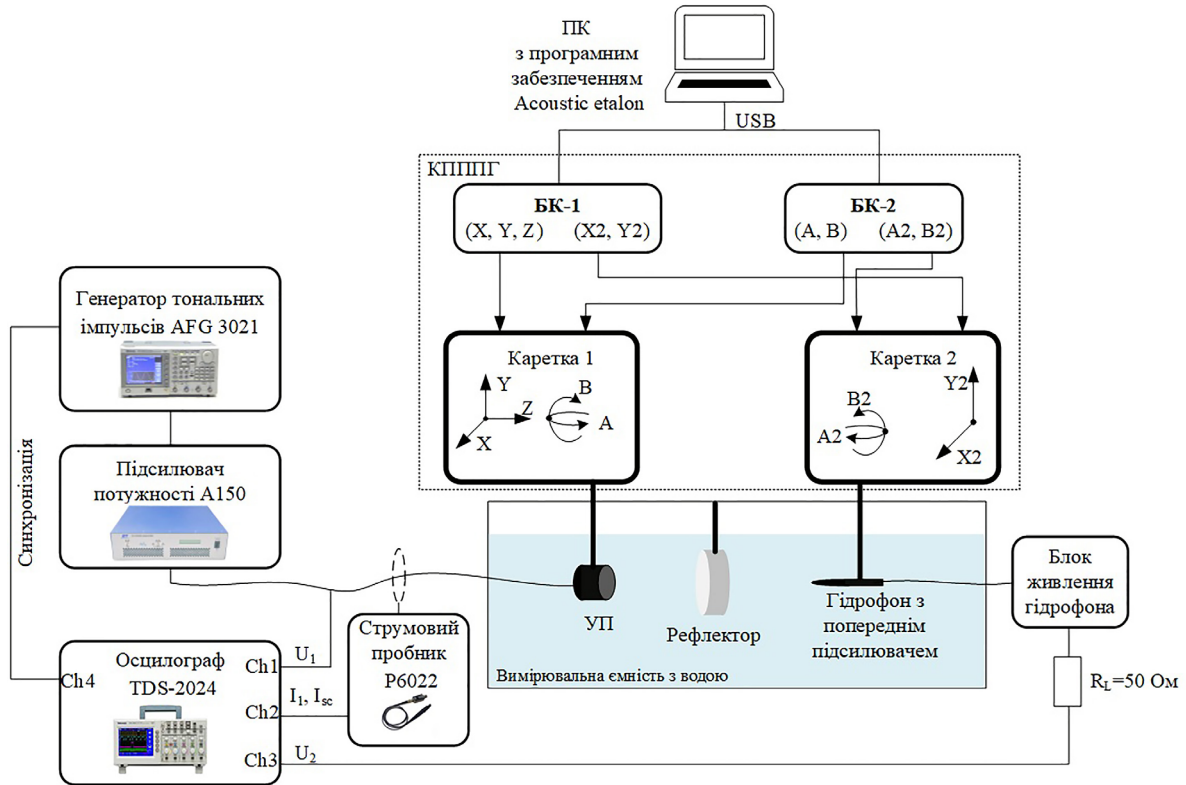 ПК
з програмним
забезпеченням
Acoustic etalon
USB
КПППГ
БК-1
(X, Y, Z) (X2, Y2)
БК-2
(A, B) (A2, B2)
Генератор тональних
імпульсів AFG 3021
Каретка 1
Y
Z
X
B
A
Каретка 2
Y2
X2
B2
A2
Синхронізація
Підсилювач
потужності А150
УП
Рефлектор
Гідрофон з
попереднім
підсилювачем
Вимірювальна ємність з водою
Блок
живлення
гідрофона
R_L=50 Ом
Струмовий
пробник
P6022
Осцилограф
TDS-2024
Ch1
Ch2
Ch3
Ch4
U₁
I₁, I_sc
U₂